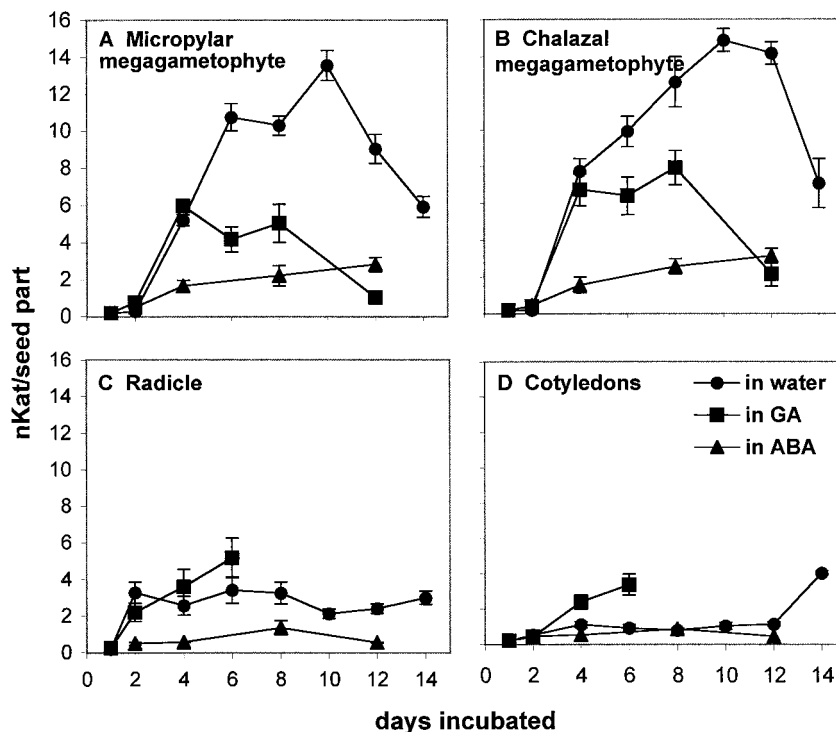 A Micropylar
megagametophyte
B Chalazal
megagametophyte
16
14
12
10
8
6
4
2
0
C Radicle
D Cotyledons
in water
in GA
in ABA
16
14
12
10
8
6
4
2
0
0 2 4 6 8 10 12 14
0 2 4 6 8 10 12 14
nKat/seed part
days incubated